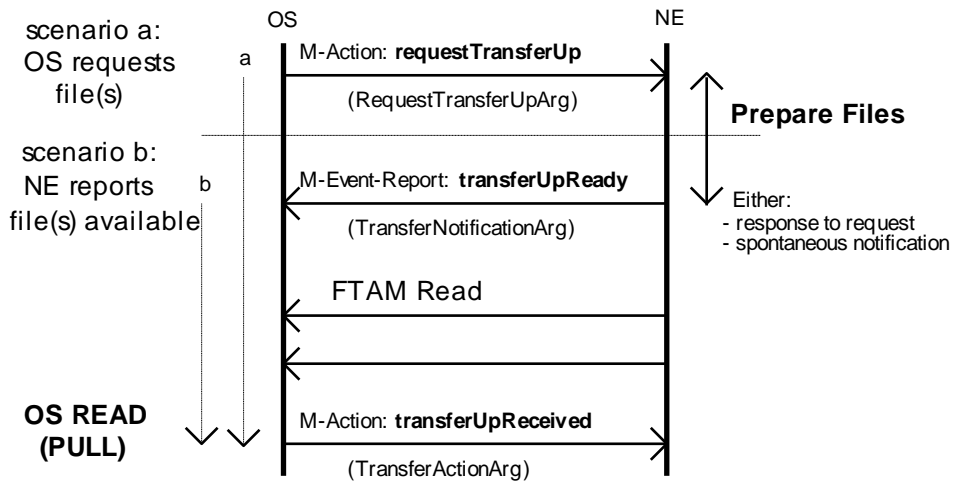 OS
NE
scenario a:
OS requests
file(s)
a
M-Action: requestTransferUp
(RequestTransferUpArg)
Prepare Files
scenario b:
NE reports
file(s) available
b
M-Event-Report: transferUpReady
(TransferNotificationArg)
Either:
- response to request
- spontaneous notification
FTAM Read
OS READ
(PULL)
M-Action: transferUpReceived
(TransferActionArg)